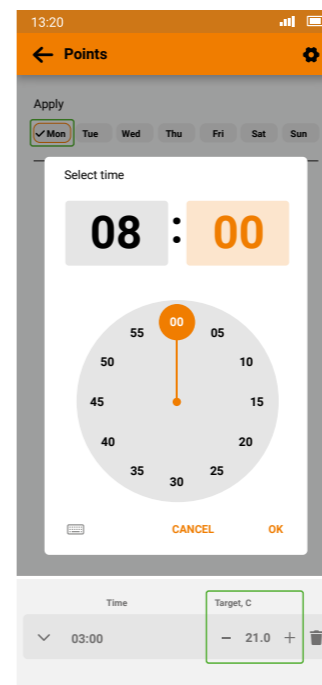 13:20
Points
Apply
Mon Tue Wed Thu Fri Sat Sun
Select time
08 : 00
00
55 05
50 10
45 15
40 20
35 25
30
CANCEL OK
Time Target, C
03:00 − 21.0 +